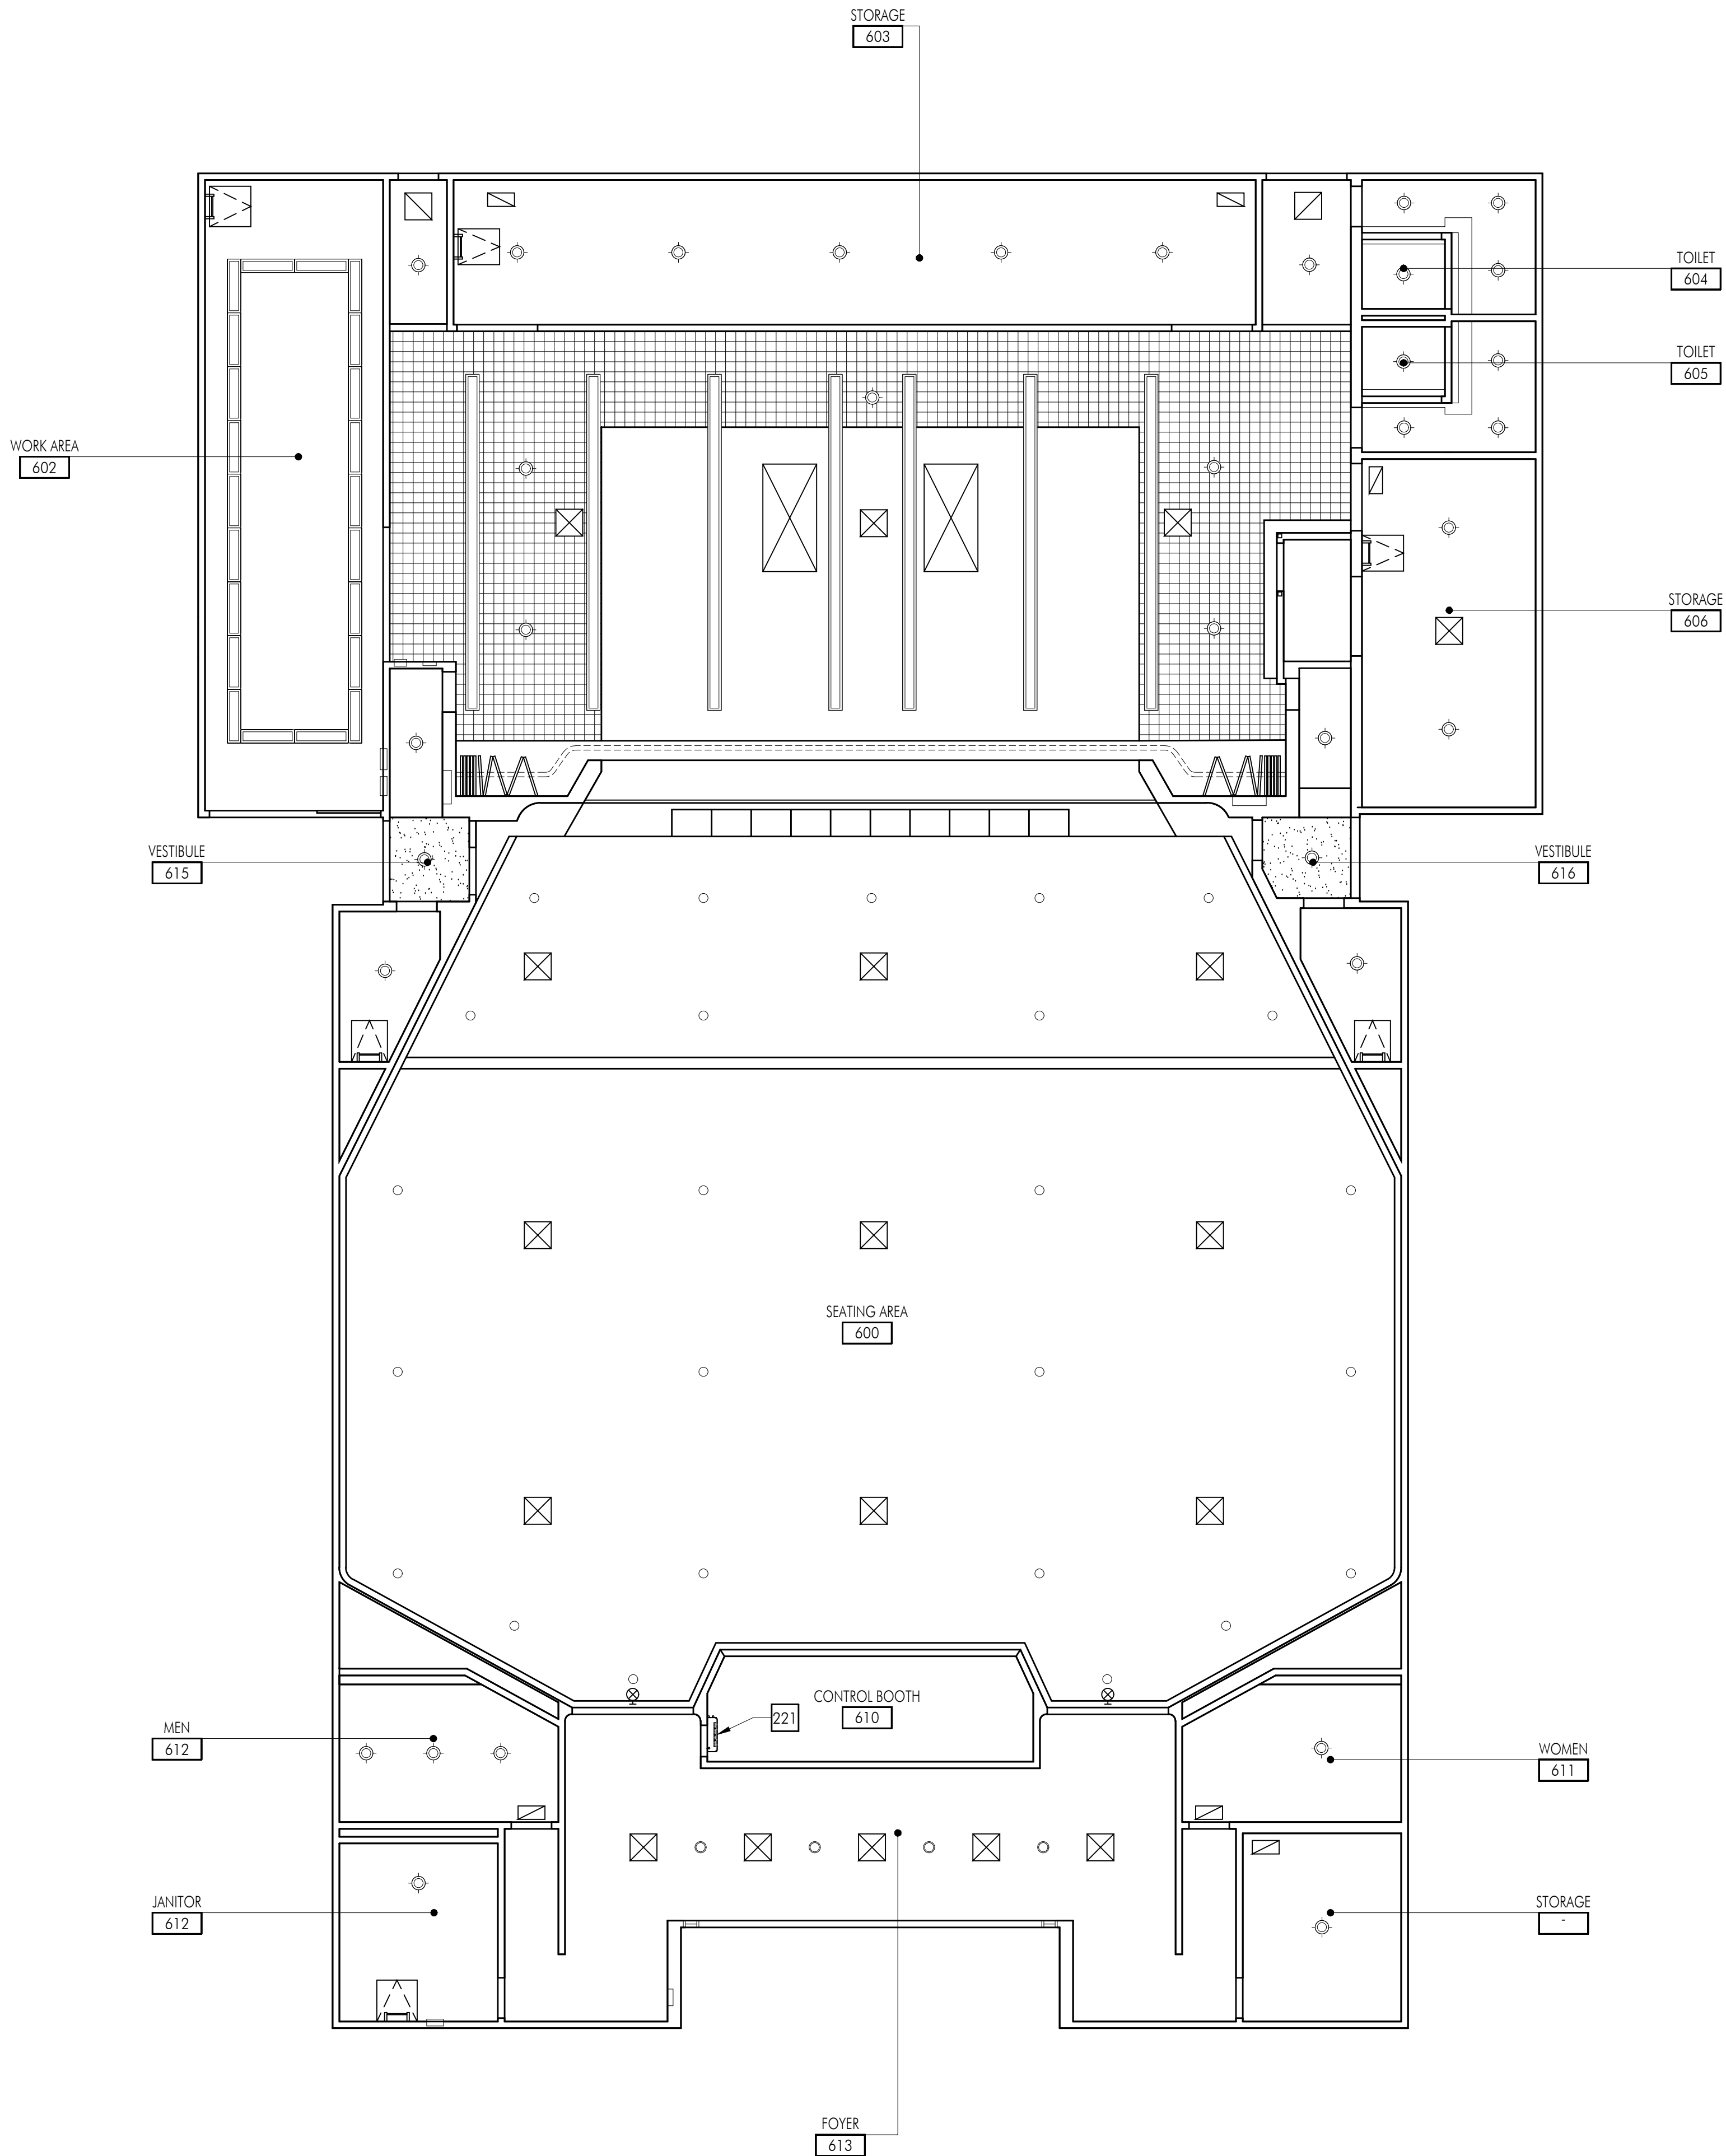 STORAGE
603
TOILET
604
TOILET
605
WORK AREA
602
STORAGE
606
VESTIBULE
615
VESTIBULE
616
SEATING AREA
600
CONTROL BOOTH
610
221
MEN
612
WOMEN
611
JANITOR
612
STORAGE
-
FOYER
613